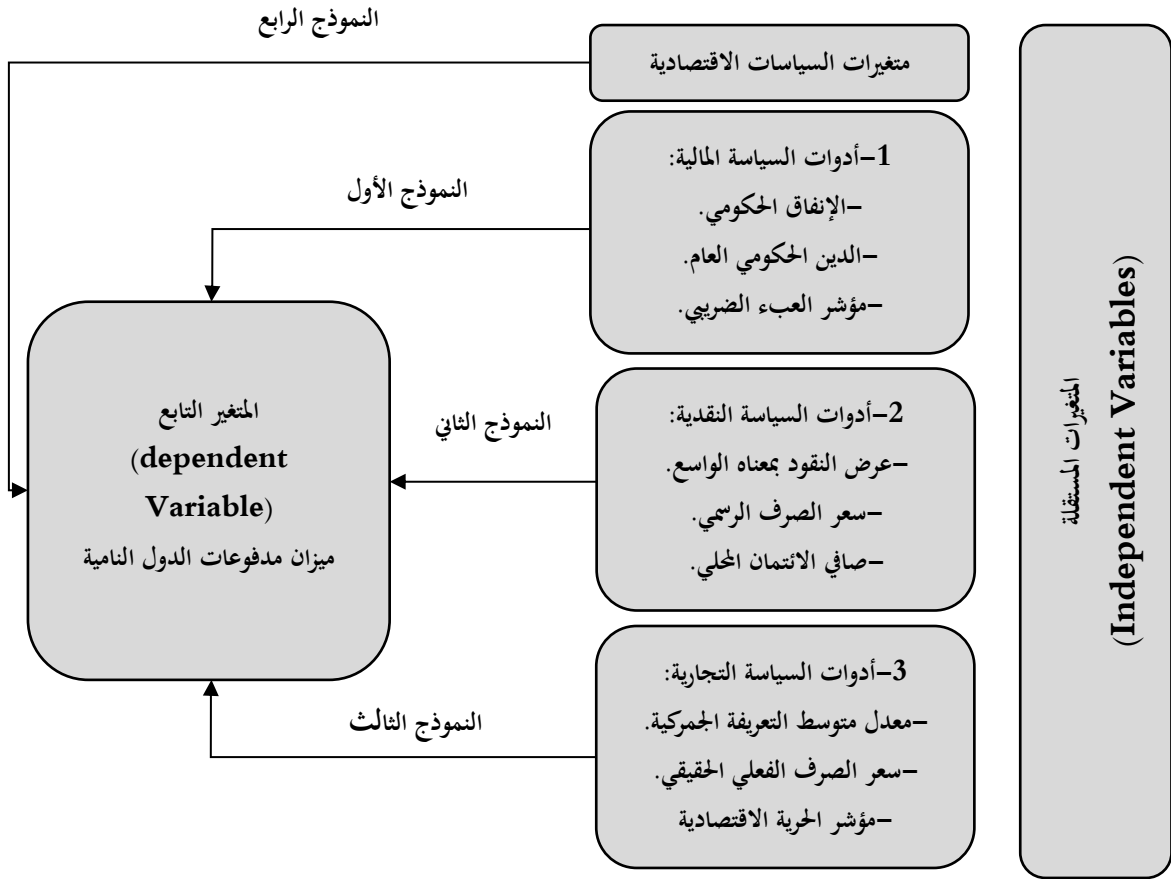 النموذج الرابع
متغيرات السياسات الاقتصادية
1–أدوات السياسة المالية:
–الإنفاق الحكومي.
–الدين الحكومي العام.
–مؤشر العبء الضريبي.
النموذج الأول
2–أدوات السياسة النقدية:
–عرض النقود بمعناه الواسع.
–سعر الصرف الرسمي.
–صافي الائتمان المحلي.
النموذج الثاني
3–أدوات السياسة التجارية:
–معدل متوسط التعريفة الجمركية.
–سعر الصرف الفعلي الحقيقي.
–مؤشر الحرية الاقتصادية
النموذج الثالث
المتغير التابع
(dependent
Variable)
ميزان مدفوعات الدول النامية
المتغيرات المستقلة
(Independent Variables)